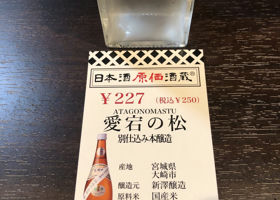 日本酒原価酒蔵®
￥227 (税込￥250)
ATAGONOMASTU
愛宕の松
別仕込み本醸造
産地 宮城県
大崎市
醸造元 新澤醸造
原料米 国産米